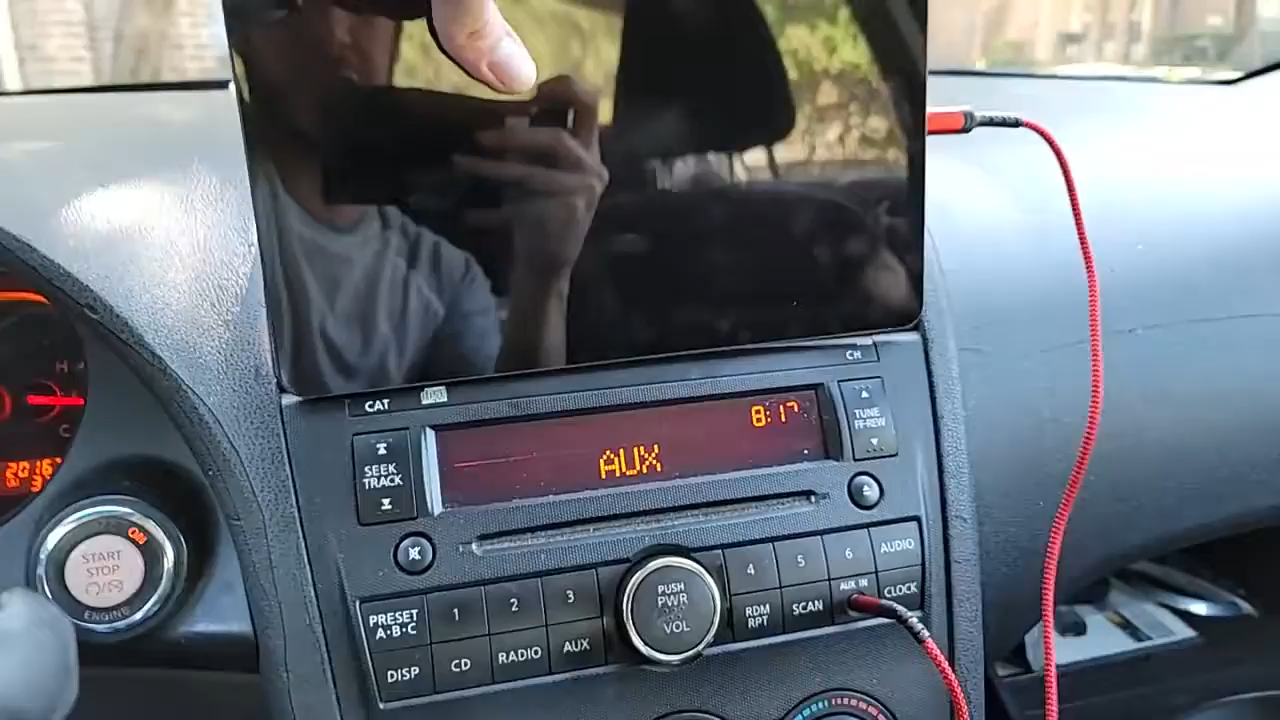 CAT
CH
8:17
AUX
SEEK
TRACK
TUNE
FF·REW
H
C
ON
START
STOP
ENGINE
PRESET
A·B·C
1
2
3
PUSH
PWR
VOL
4
5
6
AUDIO
DISP
CD
RADIO
AUX
RDM
RPT
SCAN
AUX IN
CLOCK